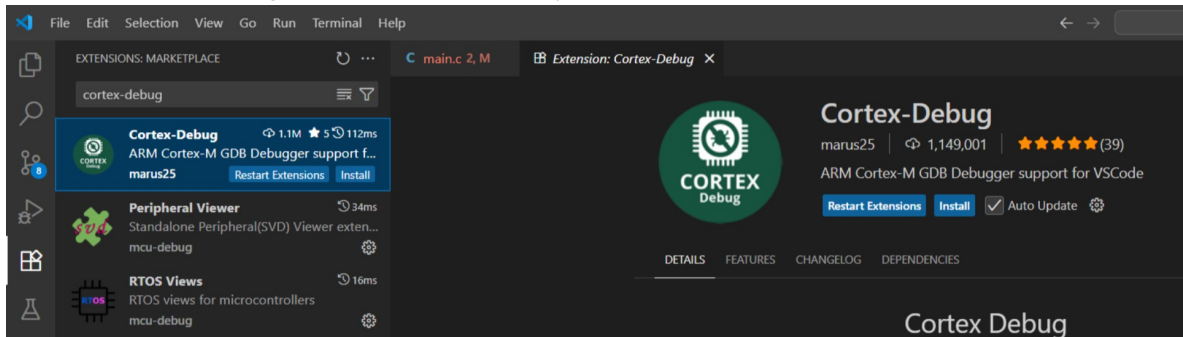 File Edit Selection View Go Run Terminal Help
EXTENSIONS: MARKETPLACE
cortex-debug
CORTEX
Debug
Cortex-Debug 1.1M 5 112ms
ARM Cortex-M GDB Debugger support f...
marus25 Restart Extensions Install
svd
Peripheral Viewer 34ms
Standalone Peripheral(SVD) Viewer exten...
mcu-debug
RTOS
RTOS Views 16ms
RTOS views for microcontrollers
mcu-debug
8
C main.c 2, M Extension: Cortex-Debug
CORTEX
Debug
Cortex-Debug
marus25 1,149,001 (39)
ARM Cortex-M GDB Debugger support for VSCode
Restart Extensions Install Auto Update
DETAILS FEATURES CHANGELOG DEPENDENCIES
Cortex Debug